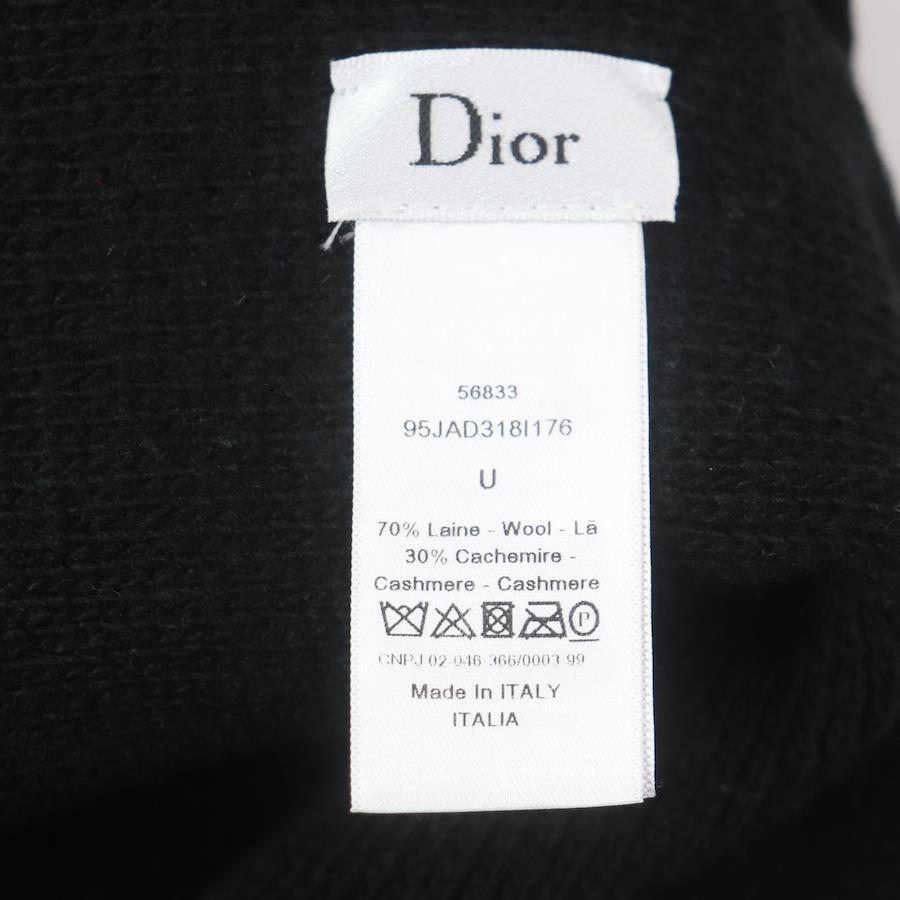 Dior
56833
95JAD318I176
U
70% Laine - Wool - Lã
30% Cachemire -
Cashmere - Cashmere
P
CNPJ 02-046-366/0003-99
Made In ITALY
ITALIA